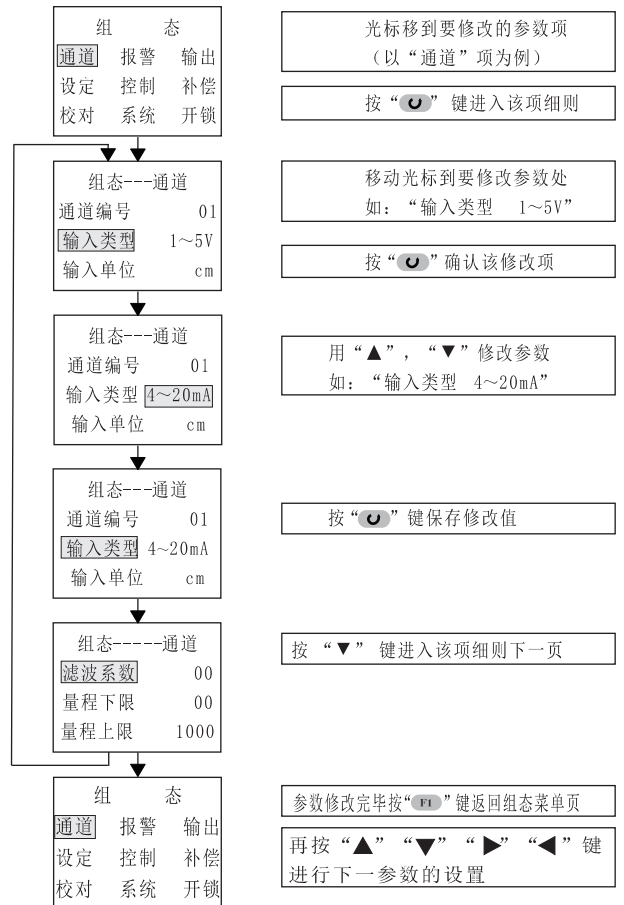 组 态
通道 报警 输出
设定 控制 补偿
校对 系统 开锁
光标移到要修改的参数项
（以“通道”项为例）
按“ ”键进入该项细则
组态---通道
通道编号 01
输入类型 1～5V
输入单位 cm
移动光标到要修改参数处
如：“输入类型 1～5V”
按“ ”确认该修改项
组态---通道
通道编号 01
输入类型 4～20mA
输入单位 cm
用“▲”，“▼”修改参数
如：“输入类型 4～20mA”
组态---通道
通道编号 01
输入类型 4～20mA
输入单位 cm
按“ ”键保存修改值
组态-----通道
滤波系数 00
量程下限 00
量程上限 1000
按 “▼” 键进入该项细则下一页
组 态
通道 报警 输出
设定 控制 补偿
校对 系统 开锁
参数修改完毕按“F1”键返回组态菜单页
再按“▲”“▼”“▶”“◀”键
进行下一参数的设置